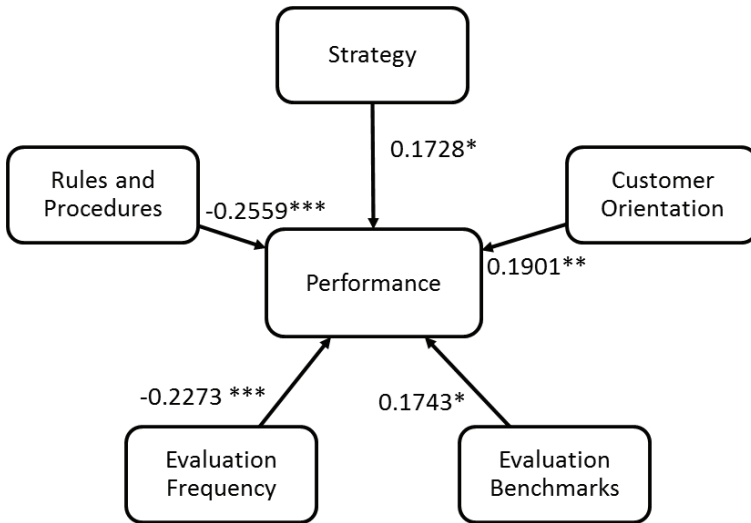 Strategy
0.1728*
Rules and
Procedures
-0.2559***
Customer
Orientation
0.1901**
Performance
-0.2273 ***
0.1743*
Evaluation
Frequency
Evaluation
Benchmarks